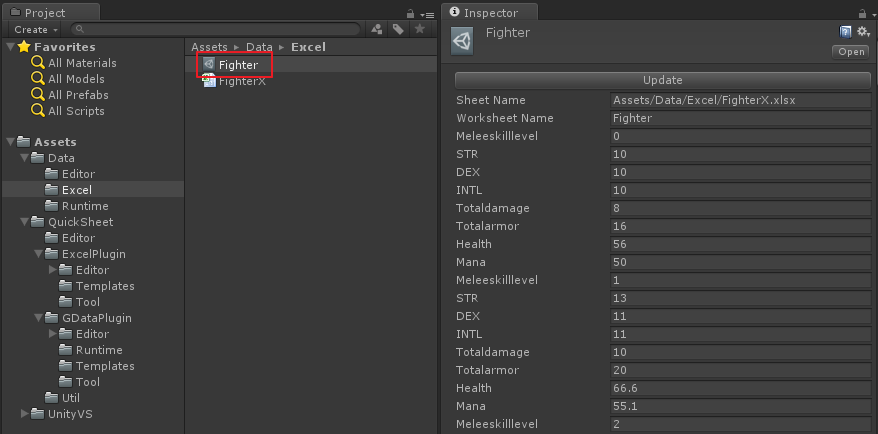 Project
Create
Favorites
All Materials
All Models
All Prefabs
All Scripts
Assets
Data
Editor
Excel
Runtime
QuickSheet
Editor
ExcelPlugin
Editor
Templates
Tool
GDataPlugin
Editor
Runtime
Templates
Tool
Util
UnityVS
Assets ▸ Data ▸ Excel
Fighter
FighterX
Inspector
Fighter
Open
Update
Sheet Name Assets/Data/Excel/FighterX.xlsx
Worksheet Name Fighter
Meleeskilllevel 0
STR 10
DEX 10
INTL 10
Totaldamage 8
Totalarmor 16
Health 56
Mana 50
Meleeskilllevel 1
STR 13
DEX 11
INTL 11
Totaldamage 10
Totalarmor 20
Health 66.6
Mana 55.1
Meleeskilllevel 2